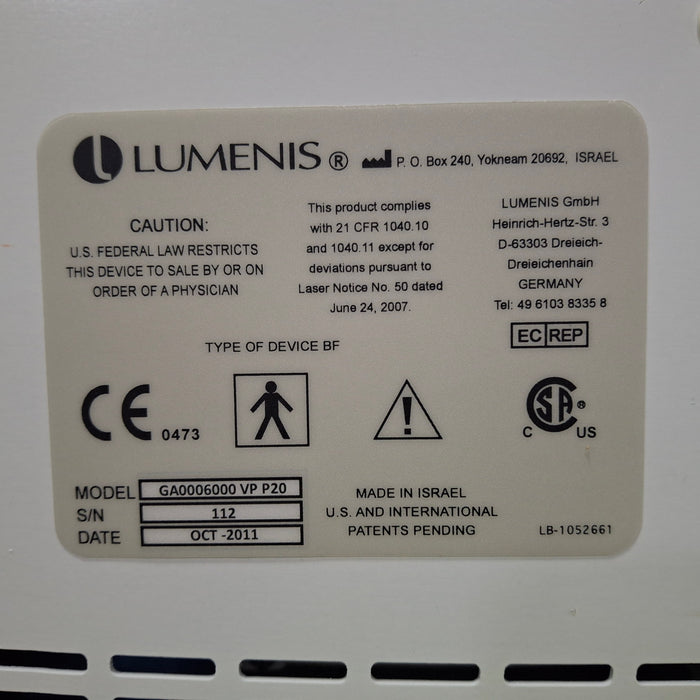 LUMENIS ® P. O. Box 240, Yokneam 20692, ISRAEL
CAUTION:
U.S. FEDERAL LAW RESTRICTS
THIS DEVICE TO SALE BY OR ON
ORDER OF A PHYSICIAN
This product complies
with 21 CFR 1040.10
and 1040.11 except for
deviations pursuant to
Laser Notice No. 50 dated
June 24, 2007.
LUMENIS GmbH
Heinrich-Hertz-Str. 3
D-63303 Dreieich-
Dreieichenhain
GERMANY
Tel: 49 6103 8335 8
EC REP
TYPE OF DEVICE BF
CE 0473
!
C SA ® US
MODEL GA0006000 VP P20
S/N 112
DATE OCT -2011
MADE IN ISRAEL
U.S. AND INTERNATIONAL
PATENTS PENDING
LB-1052661